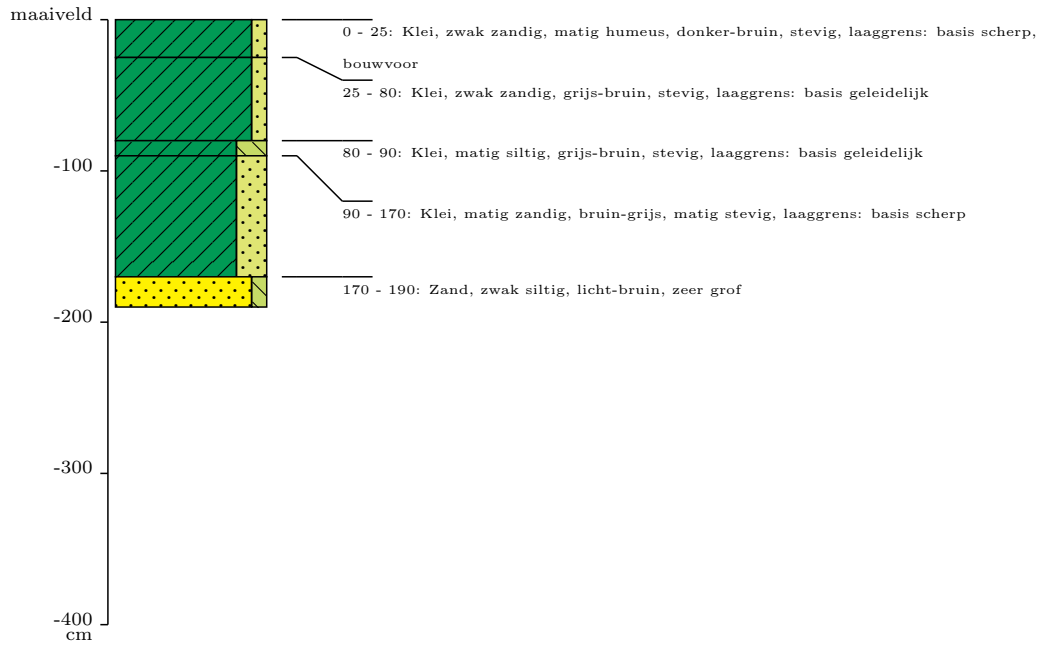 maaiveld
0 - 25: Klei, zwak zandig, matig humeus, donker-bruin, stevig, laaggrens: basis scherp,
bouwvoor
25 - 80: Klei, zwak zandig, grijs-bruin, stevig, laaggrens: basis geleidelijk
80 - 90: Klei, matig siltig, grijs-bruin, stevig, laaggrens: basis geleidelijk
-100
90 - 170: Klei, matig zandig, bruin-grijs, matig stevig, laaggrens: basis scherp
170 - 190: Zand, zwak siltig, licht-bruin, zeer grof
-200
-300
-400
cm